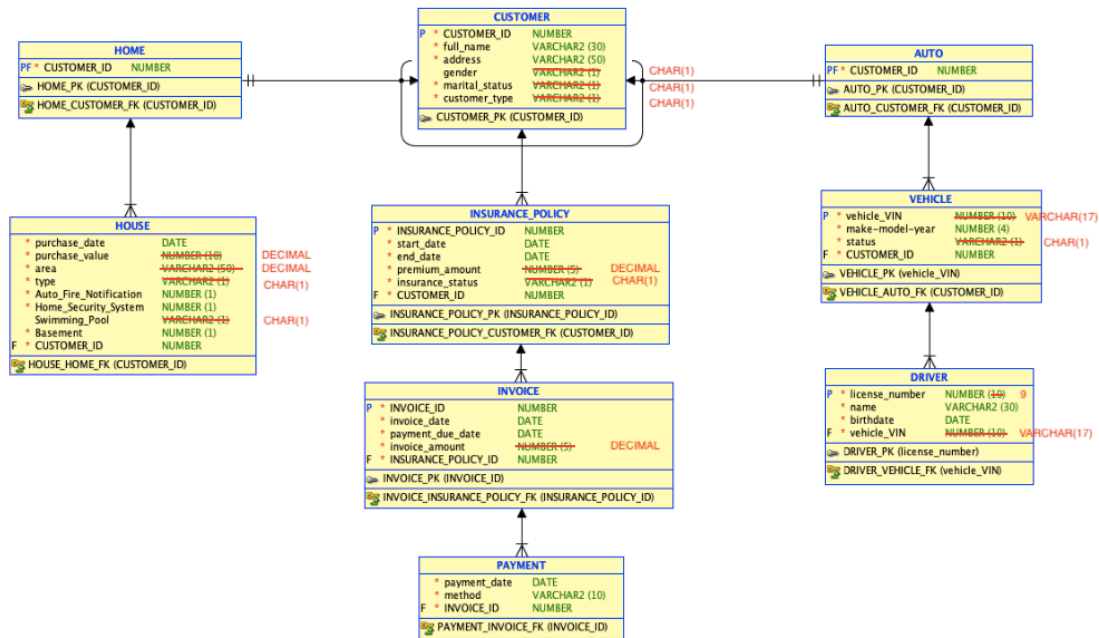 CUSTOMER
P * CUSTOMER_ID NUMBER
* full_name VARCHAR2 (30)
* address VARCHAR2 (50)
gender VARCHAR2 (1) CHAR(1)
* marital_status VARCHAR2 (1) CHAR(1)
* customer_type VARCHAR2 (1) CHAR(1)
CUSTOMER_PK (CUSTOMER_ID)
HOME
PF * CUSTOMER_ID NUMBER
HOME_PK (CUSTOMER_ID)
HOME_CUSTOMER_FK (CUSTOMER_ID)
AUTO
PF * CUSTOMER_ID NUMBER
AUTO_PK (CUSTOMER_ID)
AUTO_CUSTOMER_FK (CUSTOMER_ID)
HOUSE
* purchase_date DATE
* purchase_value NUMBER (10) DECIMAL
* area VARCHAR2 (50) DECIMAL
* type VARCHAR2 (1) CHAR(1)
* Auto_Fire_Notification NUMBER (1)
* Home_Security_System NUMBER (1)
Swimming_Pool VARCHAR2 (1) CHAR(1)
* Basement NUMBER (1)
F * CUSTOMER_ID NUMBER
HOUSE_HOME_FK (CUSTOMER_ID)
INSURANCE_POLICY
P * INSURANCE_POLICY_ID NUMBER
* start_date DATE
* end_date DATE
* premium_amount NUMBER (5) DECIMAL
* insurance_status VARCHAR2 (1) CHAR(1)
F * CUSTOMER_ID NUMBER
INSURANCE_POLICY_PK (INSURANCE_POLICY_ID)
INSURANCE_POLICY_CUSTOMER_FK (CUSTOMER_ID)
VEHICLE
P * vehicle_VIN NUMBER (10) VARCHAR(17)
* make-model-year NUMBER (4)
* status VARCHAR2 (1) CHAR(1)
F * CUSTOMER_ID NUMBER
VEHICLE_PK (vehicle_VIN)
VEHICLE_AUTO_FK (CUSTOMER_ID)
INVOICE
P * INVOICE_ID NUMBER
* invoice_date DATE
* payment_due_date DATE
* invoice_amount NUMBER (5) DECIMAL
F * INSURANCE_POLICY_ID NUMBER
INVOICE_PK (INVOICE_ID)
INVOICE_INSURANCE_POLICY_FK (INSURANCE_POLICY_ID)
DRIVER
P * license_number NUMBER (10) 9
* name VARCHAR2 (30)
* birthdate DATE
F * vehicle_VIN NUMBER (10) VARCHAR(17)
DRIVER_PK (license_number)
DRIVER_VEHICLE_FK (vehicle_VIN)
PAYMENT
* payment_date DATE
* method VARCHAR2 (10)
F * INVOICE_ID NUMBER
PAYMENT_INVOICE_FK (INVOICE_ID)